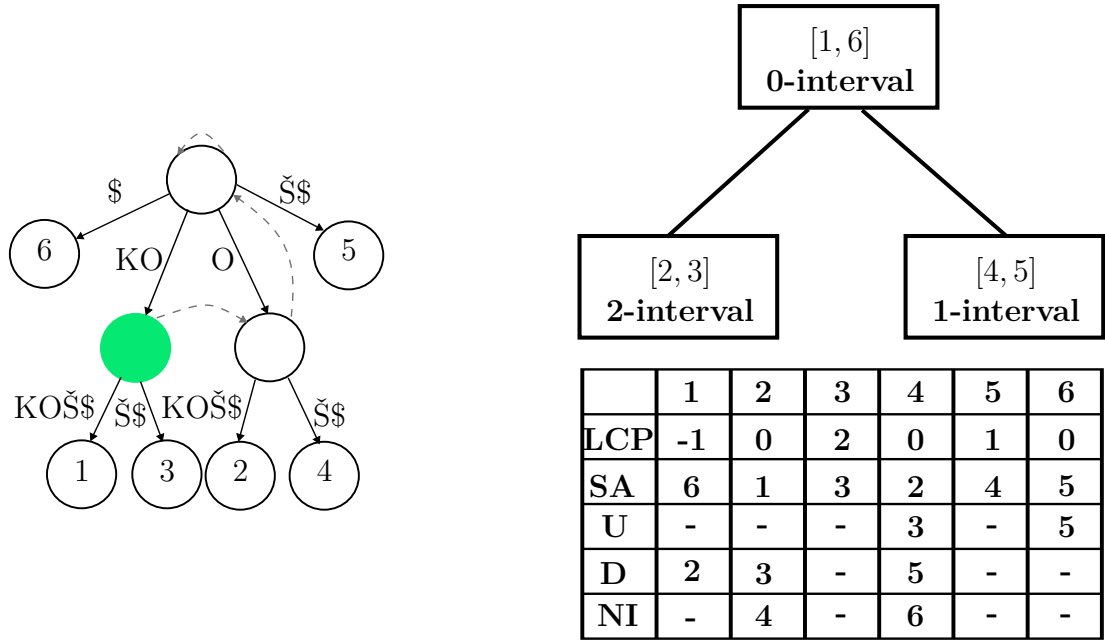 $
Š$
6
5
KO
O
KOŠ$
Š$
KOŠ$
Š$
1
3
2
4
[1, 6]
0-interval
[2, 3]
2-interval
[4, 5]
1-interval
1 2 3 4 5 6
LCP -1 0 2 0 1 0
SA 6 1 3 2 4 5
U - - - 3 - 5
D 2 3 - 5 - -
NI - 4 - 6 - -